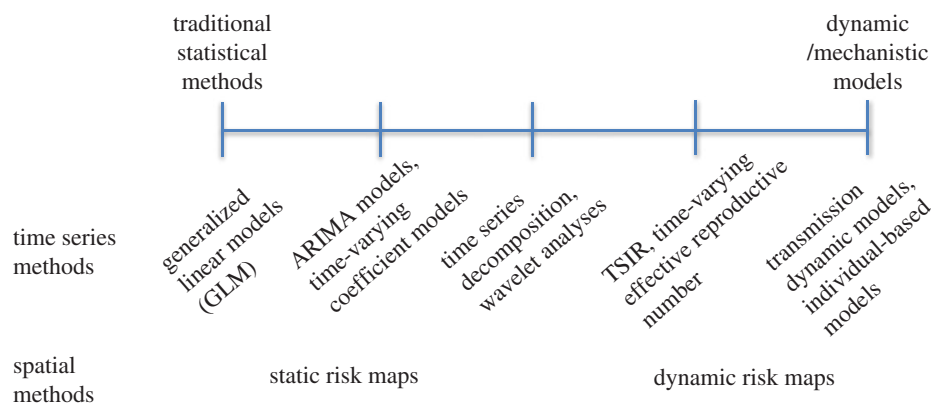 traditional
statistical
methods
dynamic
/mechanistic
models
time series
methods
generalized
linear models
(GLM)
ARIMA models,
time-varying
coefficient models
time series
decomposition,
wavelet analyses
TSIR, time-varying
effective reproductive
number
transmission
dynamic models,
individual-based
models
spatial
methods
static risk maps
dynamic risk maps